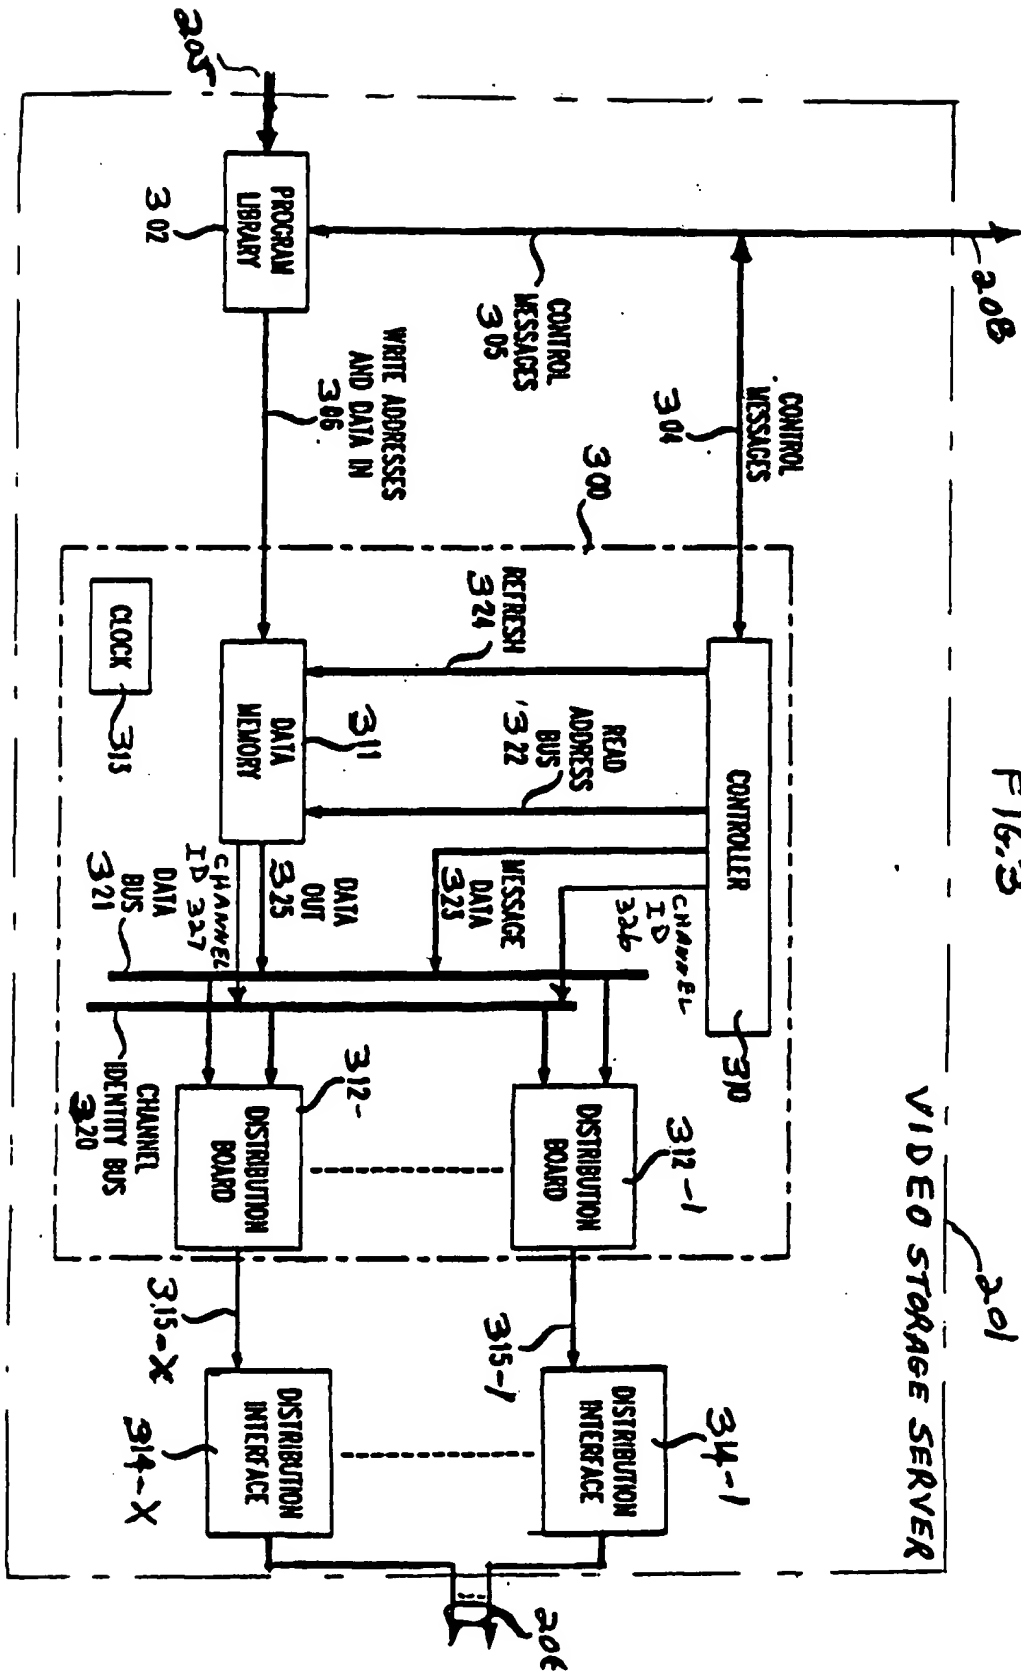 FIG.3
VIDEO STORAGE SERVER
201
208
CONTROL
MESSAGES
304
CONTROL
MESSAGES
305
205
PROGRAM
LIBRARY
302
WRITE ADDRESSES
AND DATA IN
306
300
CONTROLLER
310
REFRESH
324
READ
ADDRESS
BUS
322
MESSAGE
DATA
323
CHANNEL
ID
326
311
DATA
MEMORY
DATA
OUT
325
CHANNEL
ID 327
DATA
BUS
321
CLOCK
313
CHANNEL
IDENTITY BUS
320
312-1
DISTRIBUTION
BOARD
312-
DISTRIBUTION
BOARD
315-1
315-X
314-1
DISTRIBUTION
INTERFACE
DISTRIBUTION
INTERFACE
314-X
206